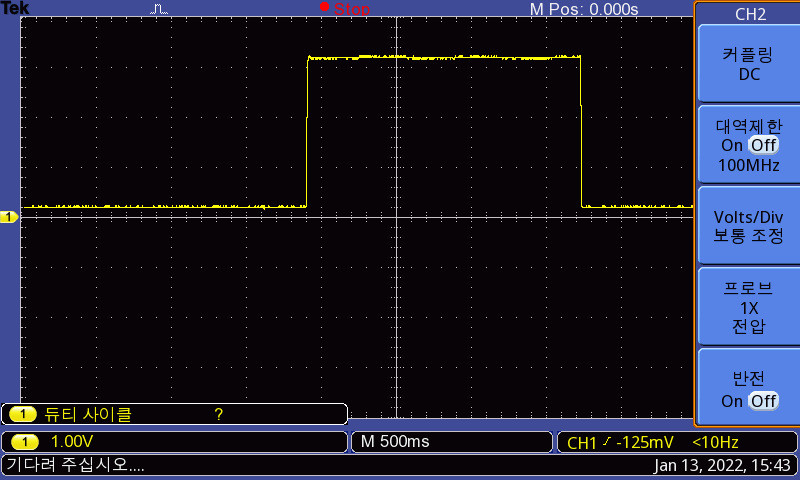 Tek
Stop
M Pos: 0.000s
CH2
커플링
DC
대역제한
On Off
100MHz
Volts/Div
보통 조정
프로브
1X
전압
반전
On Off
1
1 듀티 사이클 ?
1 1.00V
M 500ms
CH1 -125mV <10Hz
기다려 주십시오....
Jan 13, 2022, 15:43